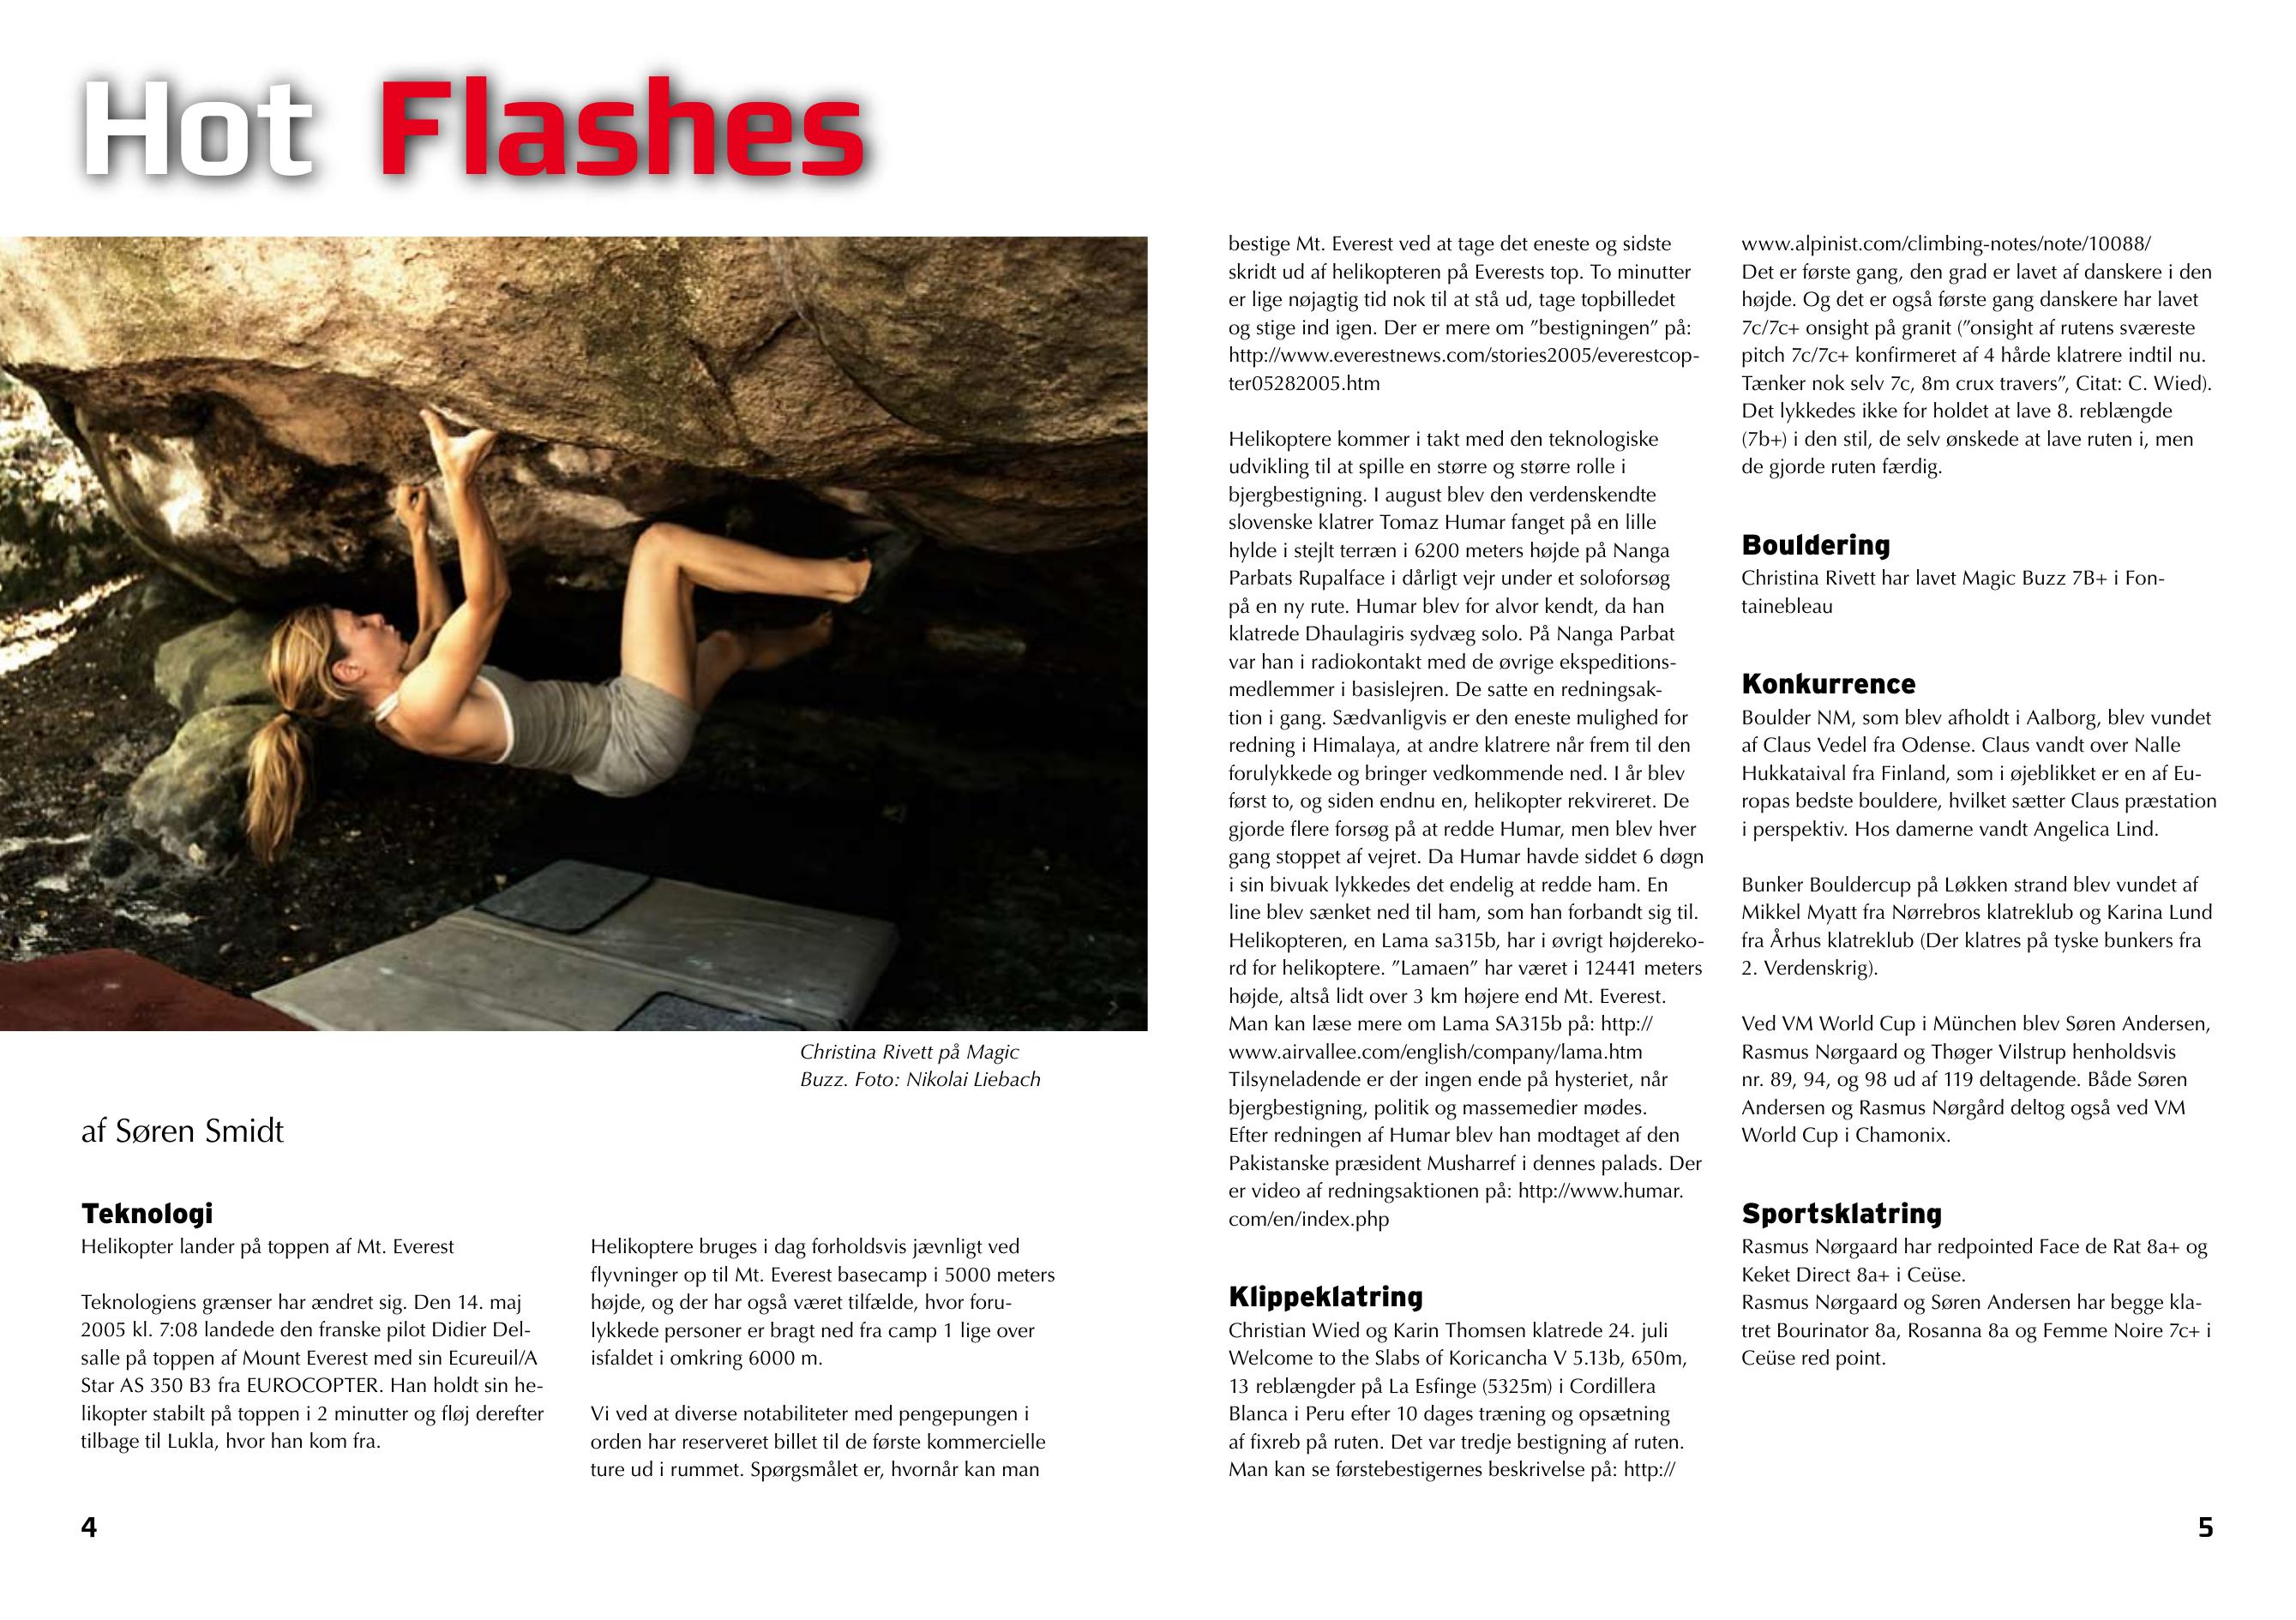 Hot Flashes
Christina Rivett på Magic
Buzz. Foto: Nikolai Liebach
af Søren Smidt
Teknologi
Helikopter lander på toppen af Mt. Everest
Teknologiens grænser har ændret sig. Den 14. maj
2005 kl. 7:08 landede den franske pilot Didier Del-
salle på toppen af Mount Everest med sin Ecureuil/A
Star AS 350 B3 fra EUROCOPTER. Han holdt sin he-
likopter stabilt på toppen i 2 minutter og fløj derefter
tilbage til Lukla, hvor han kom fra.
Helikoptere bruges i dag forholdsvis jævnligt ved
flyvninger op til Mt. Everest basecamp i 5000 meters
højde, og der har også været tilfælde, hvor foru-
lykkede personer er bragt ned fra camp 1 lige over
isfaldet i omkring 6000 m.
Vi ved at diverse notabiliteter med pengepungen i
orden har reserveret billet til de første kommercielle
ture ud i rummet. Spørgsmålet er, hvornår kan man
4
bestige Mt. Everest ved at tage det eneste og sidste
skridt ud af helikopteren på Everests top. To minutter
er lige nøjagtig tid nok til at stå ud, tage topbilledet
og stige ind igen. Der er mere om ”bestigningen” på:
http://www.everestnews.com/stories2005/everestcop-
ter05282005.htm
Helikoptere kommer i takt med den teknologiske
udvikling til at spille en større og større rolle i
bjergbestigning. I august blev den verdenskendte
slovenske klatrer Tomaz Humar fanget på en lille
hylde i stejlt terræn i 6200 meters højde på Nanga
Parbats Rupalface i dårligt vejr under et soloforsøg
på en ny rute. Humar blev for alvor kendt, da han
klatrede Dhaulagiris sydvæg solo. På Nanga Parbat
var han i radiokontakt med de øvrige ekspeditions-
medlemmer i basislejren. De satte en redningsak-
tion i gang. Sædvanligvis er den eneste mulighed for
redning i Himalaya, at andre klatrere når frem til den
forulykkede og bringer vedkommende ned. I år blev
først to, og siden endnu en, helikopter rekvireret. De
gjorde flere forsøg på at redde Humar, men blev hver
gang stoppet af vejret. Da Humar havde siddet 6 døgn
i sin bivuak lykkedes det endelig at redde ham. En
line blev sænket ned til ham, som han forbandt sig til.
Helikopteren, en Lama sa315b, har i øvrigt højdereko-
rd for helikoptere. ”Lamaen” har været i 12441 meters
højde, altså lidt over 3 km højere end Mt. Everest.
Man kan læse mere om Lama SA315b på: http://
www.airvallee.com/english/company/lama.htm
Tilsyneladende er der ingen ende på hysteriet, når
bjergbestigning, politik og massemedier mødes.
Efter redningen af Humar blev han modtaget af den
Pakistanske præsident Musharref i dennes palads. Der
er video af redningsaktionen på: http://www.humar.
com/en/index.php
Klippeklatring
Christian Wied og Karin Thomsen klatrede 24. juli
Welcome to the Slabs of Koricancha V 5.13b, 650m,
13 reblængder på La Esfinge (5325m) i Cordillera
Blanca i Peru efter 10 dages træning og opsætning
af fixreb på ruten. Det var tredje bestigning af ruten.
Man kan se førstebestigernes beskrivelse på: http://
www.alpinist.com/climbing-notes/note/10088/
Det er første gang, den grad er lavet af danskere i den
højde. Og det er også første gang danskere har lavet
7c/7c+ onsight på granit (”onsight af rutens sværeste
pitch 7c/7c+ konfirmeret af 4 hårde klatrere indtil nu.
Tænker nok selv 7c, 8m crux travers”, Citat: C. Wied).
Det lykkedes ikke for holdet at lave 8. reblængde
(7b+) i den stil, de selv ønskede at lave ruten i, men
de gjorde ruten færdig.
Bouldering
Christina Rivett har lavet Magic Buzz 7B+ i Fon-
tainebleau
Konkurrence
Boulder NM, som blev afholdt i Aalborg, blev vundet
af Claus Vedel fra Odense. Claus vandt over Nalle
Hukkataival fra Finland, som i øjeblikket er en af Eu-
ropas bedste bouldere, hvilket sætter Claus præstation
i perspektiv. Hos damerne vandt Angelica Lind.
Bunker Bouldercup på Løkken strand blev vundet af
Mikkel Myatt fra Nørrebros klatreklub og Karina Lund
fra Århus klatreklub (Der klatres på tyske bunkers fra
2. Verdenskrig).
Ved VM World Cup i München blev Søren Andersen,
Rasmus Nørgaard og Thøger Vilstrup henholdsvis
nr. 89, 94, og 98 ud af 119 deltagende. Både Søren
Andersen og Rasmus Nørgård deltog også ved VM
World Cup i Chamonix.
Sportsklatring
Rasmus Nørgaard har redpointed Face de Rat 8a+ og
Keket Direct 8a+ i Ceüse.
Rasmus Nørgaard og Søren Andersen har begge kla-
tret Bourinator 8a, Rosanna 8a og Femme Noire 7c+ i
Ceüse red point.
5